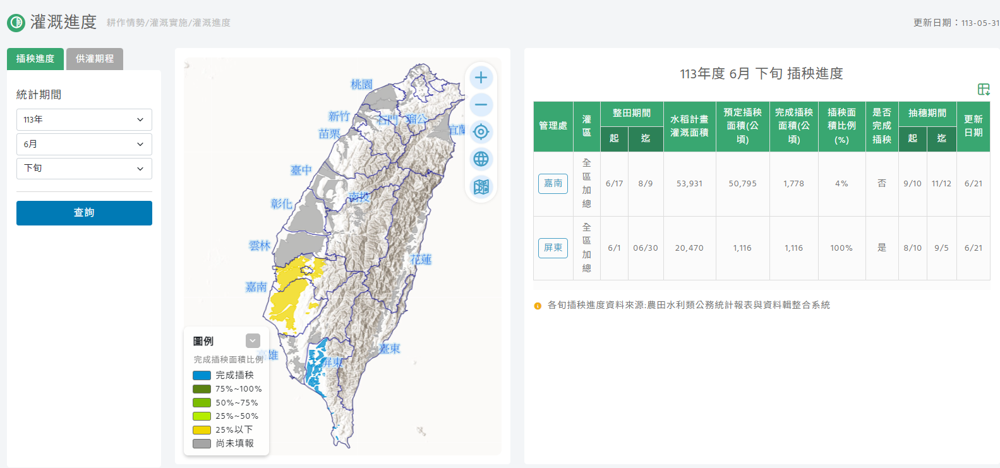 灌溉進度 耕作情勢/灌溉實施/灌溉進度
更新日期：113-05-31
插秧進度 供灌期程
統計期間
113年
6月
下旬
查詢
桃園
新竹
石門 瑠公
苗栗
宜蘭
臺中
南投
彰化
雲林
花蓮
嘉南
高雄
臺東
屏東
圖例
完成插秧面積比例
完成插秧
75%~100%
50%~75%
25%~50%
25%以下
尚未填報
113年度 6月 下旬 插秧進度
管理處 灌區 整田期間 起 迄 水稻計畫灌溉面積 預定插秧面積(公頃) 完成插秧面積(公頃) 插秧面積比例(%) 是否完成插秧 抽穗期間 起 迄 更新日期
嘉南 全區加總 6/17 8/9 53,931 50,795 1,778 4% 否 9/10 11/12 6/21
屏東 全區加總 6/1 06/30 20,470 1,116 1,116 100% 是 8/10 9/5 6/21
各旬插秧進度資料來源:農田水利類公務統計報表與資料輯整合系統